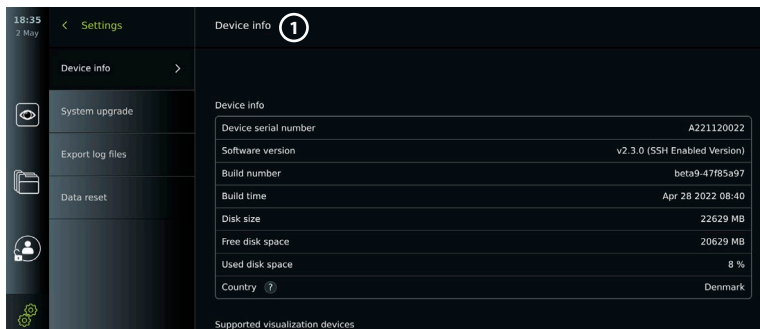 18:35
2 May
Settings
Device info
System upgrade
Export log files
Data reset
Device info 1
Device info
Device serial number A221120022
Software version v2.3.0 (SSH Enabled Version)
Build number beta9-47f85a97
Build time Apr 28 2022 08:40
Disk size 22629 MB
Free disk space 20629 MB
Used disk space 8 %
Country ? Denmark
Supported visualization devices